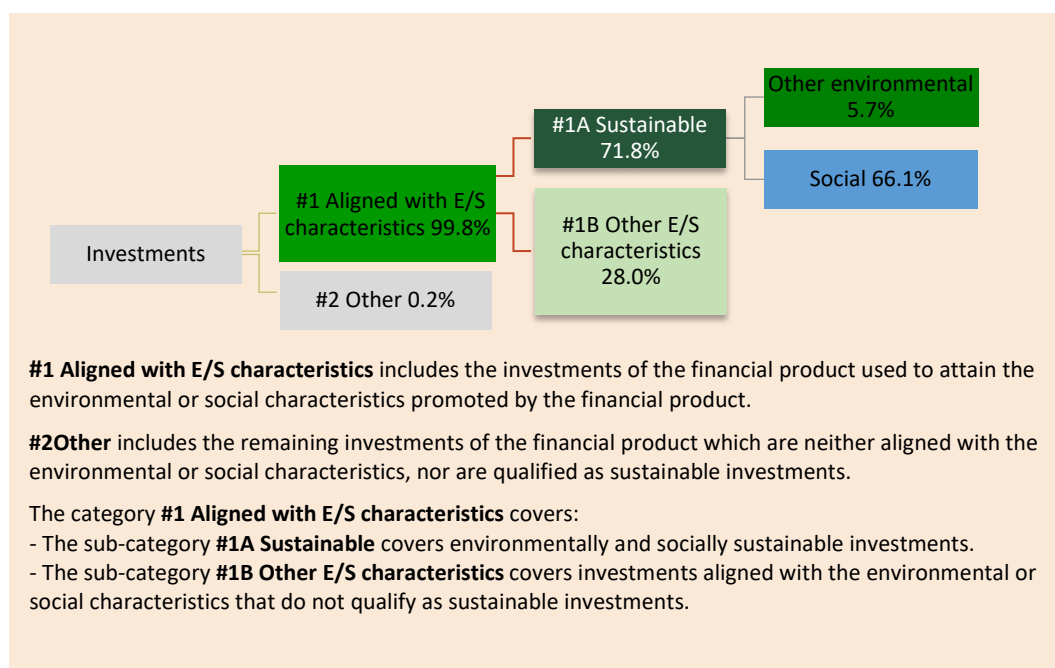 Other environmental
5.7%
#1A Sustainable
71.8%
Social 66.1%
#1 Aligned with E/S
characteristics 99.8%
#1B Other E/S
characteristics
28.0%
Investments
#2 Other 0.2%
#1 Aligned with E/S characteristics includes the investments of the financial product used to attain the
environmental or social characteristics promoted by the financial product.
#2Other includes the remaining investments of the financial product which are neither aligned with the
environmental or social characteristics, nor are qualified as sustainable investments.
The category #1 Aligned with E/S characteristics covers:
- The sub-category #1A Sustainable covers environmentally and socially sustainable investments.
- The sub-category #1B Other E/S characteristics covers investments aligned with the environmental or
social characteristics that do not qualify as sustainable investments.